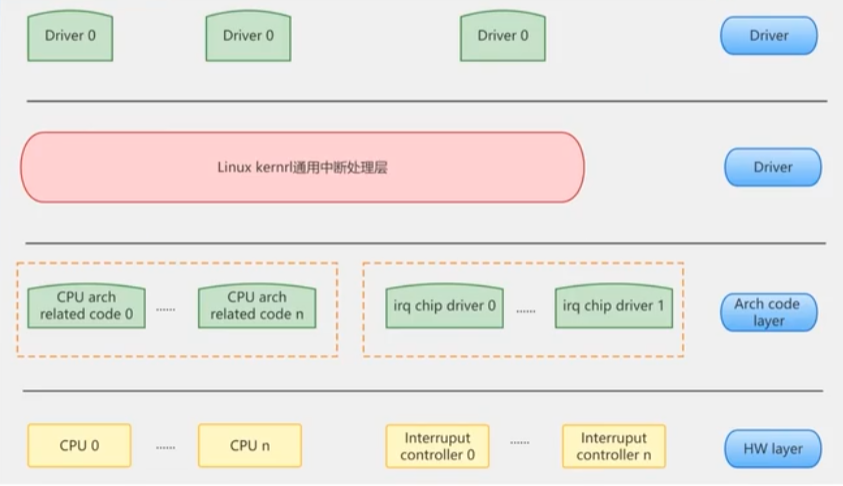 Driver 0
Driver 0
Driver 0
Driver
Linux kernrl通用中断处理层
Driver
CPU arch
related code 0
......
CPU arch
related code n
irq chip driver 0
......
irq chip driver 1
Arch code
layer
CPU 0
......
CPU n
Interruput
controller 0
......
Interruput
controller n
HW layer